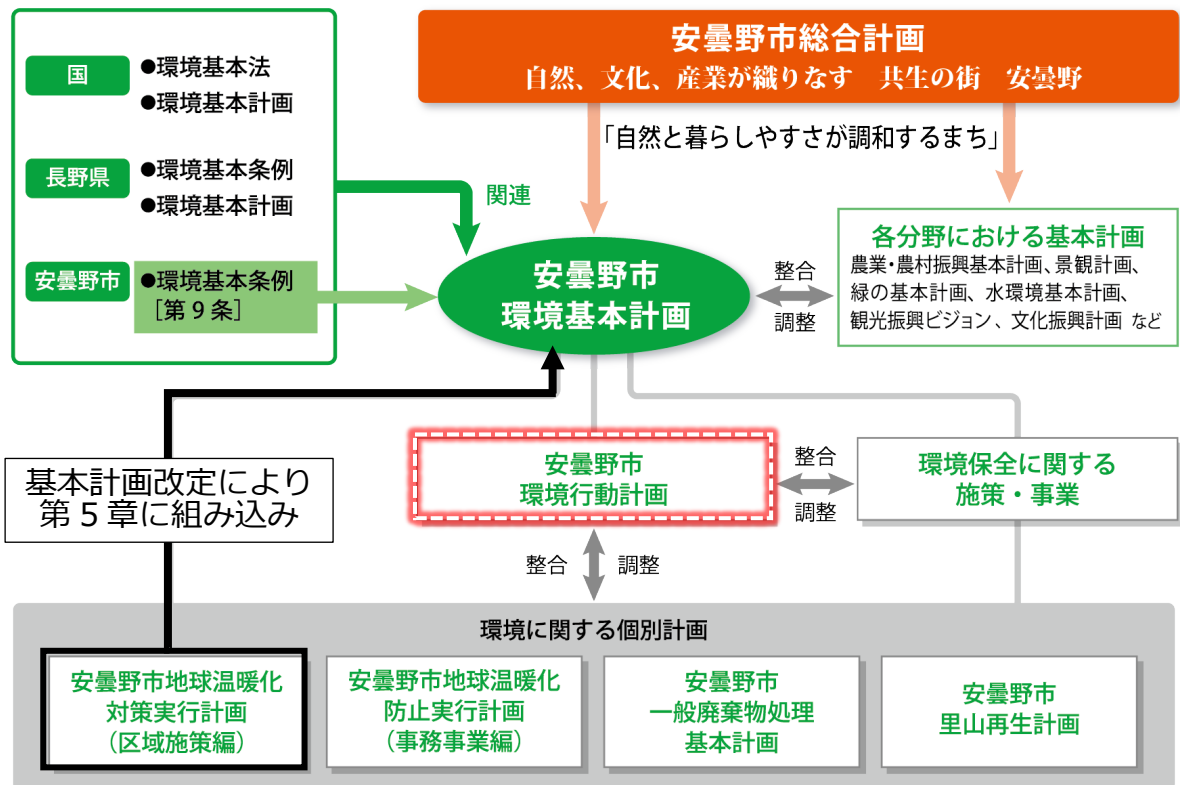 国
●環境基本法
●環境基本計画
長野県
●環境基本条例
●環境基本計画
安曇野市
●環境基本条例
［第９条］
安曇野市総合計画
自然、文化、産業が織りなす　共生の街　安曇野
「自然と暮らしやすさが調和するまち」
関連
安曇野市
環境基本計画
整合
調整
各分野における基本計画
農業・農村振興基本計画、景観計画、
緑の基本計画、水環境基本計画、
観光振興ビジョン、文化振興計画 など
基本計画改定により
第５章に組み込み
安曇野市
環境行動計画
整合
調整
環境保全に関する
施策・事業
整合
調整
環境に関する個別計画
安曇野市地球温暖化
対策実行計画
（区域施策編）
安曇野市地球温暖化
防止実行計画
（事務事業編）
安曇野市
一般廃棄物処理
基本計画
安曇野市
里山再生計画